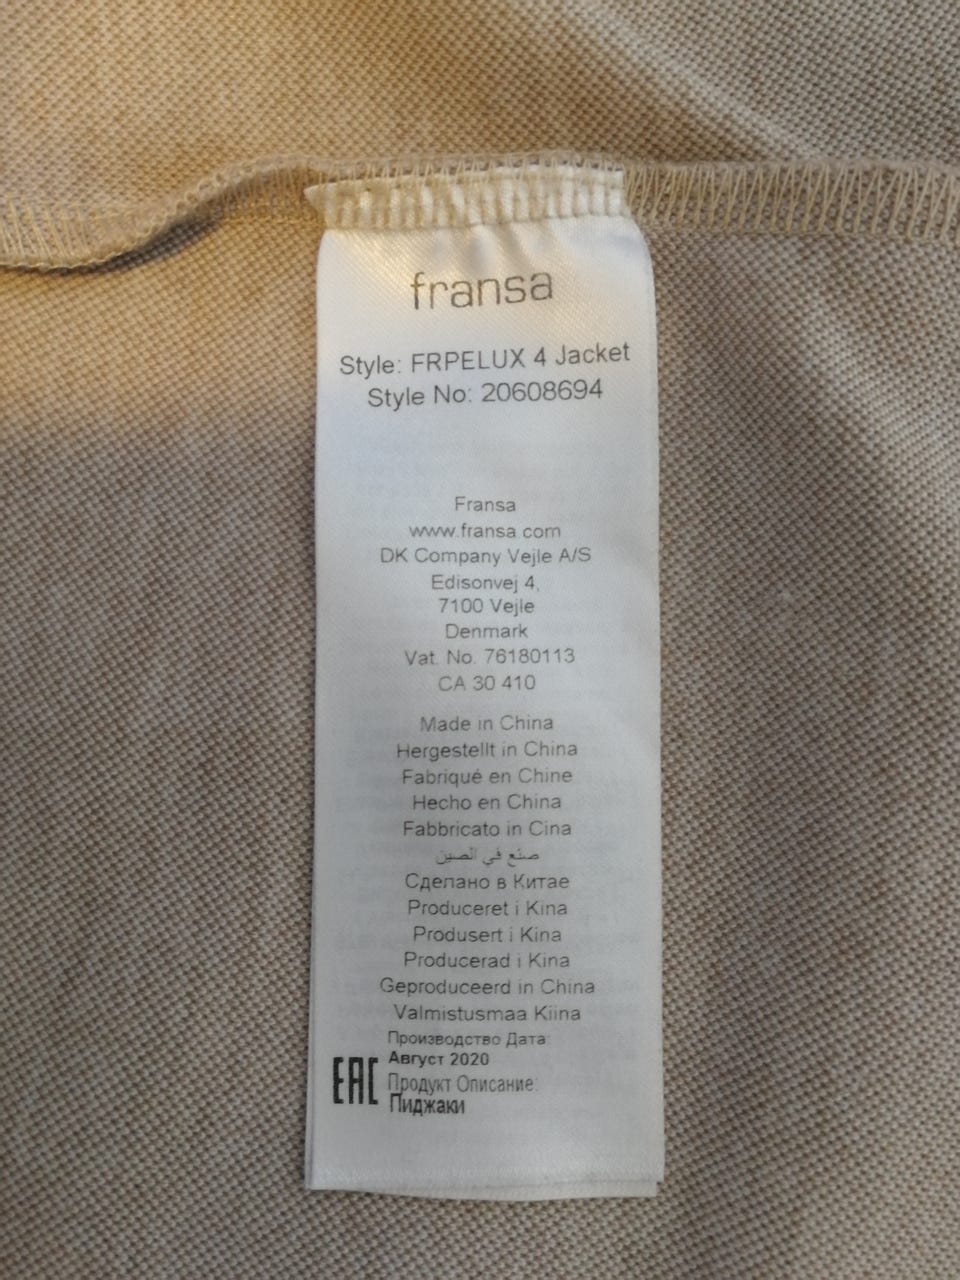 fransa
Style: FRPELUX 4 Jacket
Style No: 20608694
Fransa
www.fransa.com
DK Company Vejle A/S
Edisonvej 4,
7100 Vejle
Denmark
Vat. No. 76180113
CA 30 410
Made in China
Hergestellt in China
Fabriqué en Chine
Hecho en China
Fabbricato in Cina
صنع في الصين
Сделано в Китае
Produceret i Kina
Produsert i Kina
Producerad i Kina
Geproduceerd in China
Valmistusmaa Kiina
Производство Дата:
Август 2020
EAC
Продукт Описание:
Пиджаки